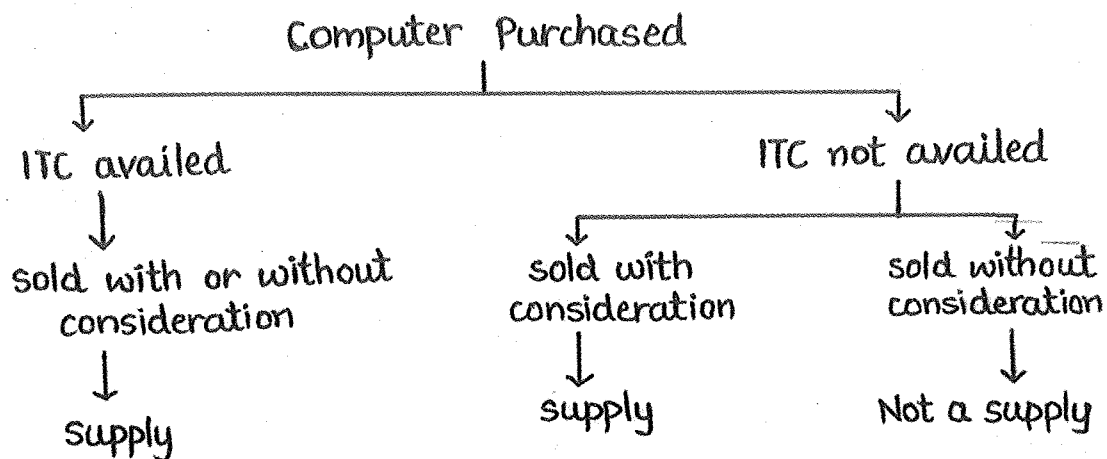 Computer Purchased
ITC availed
ITC not availed
sold with or without
consideration
sold with
consideration
sold without
consideration
supply
supply
Not a supply